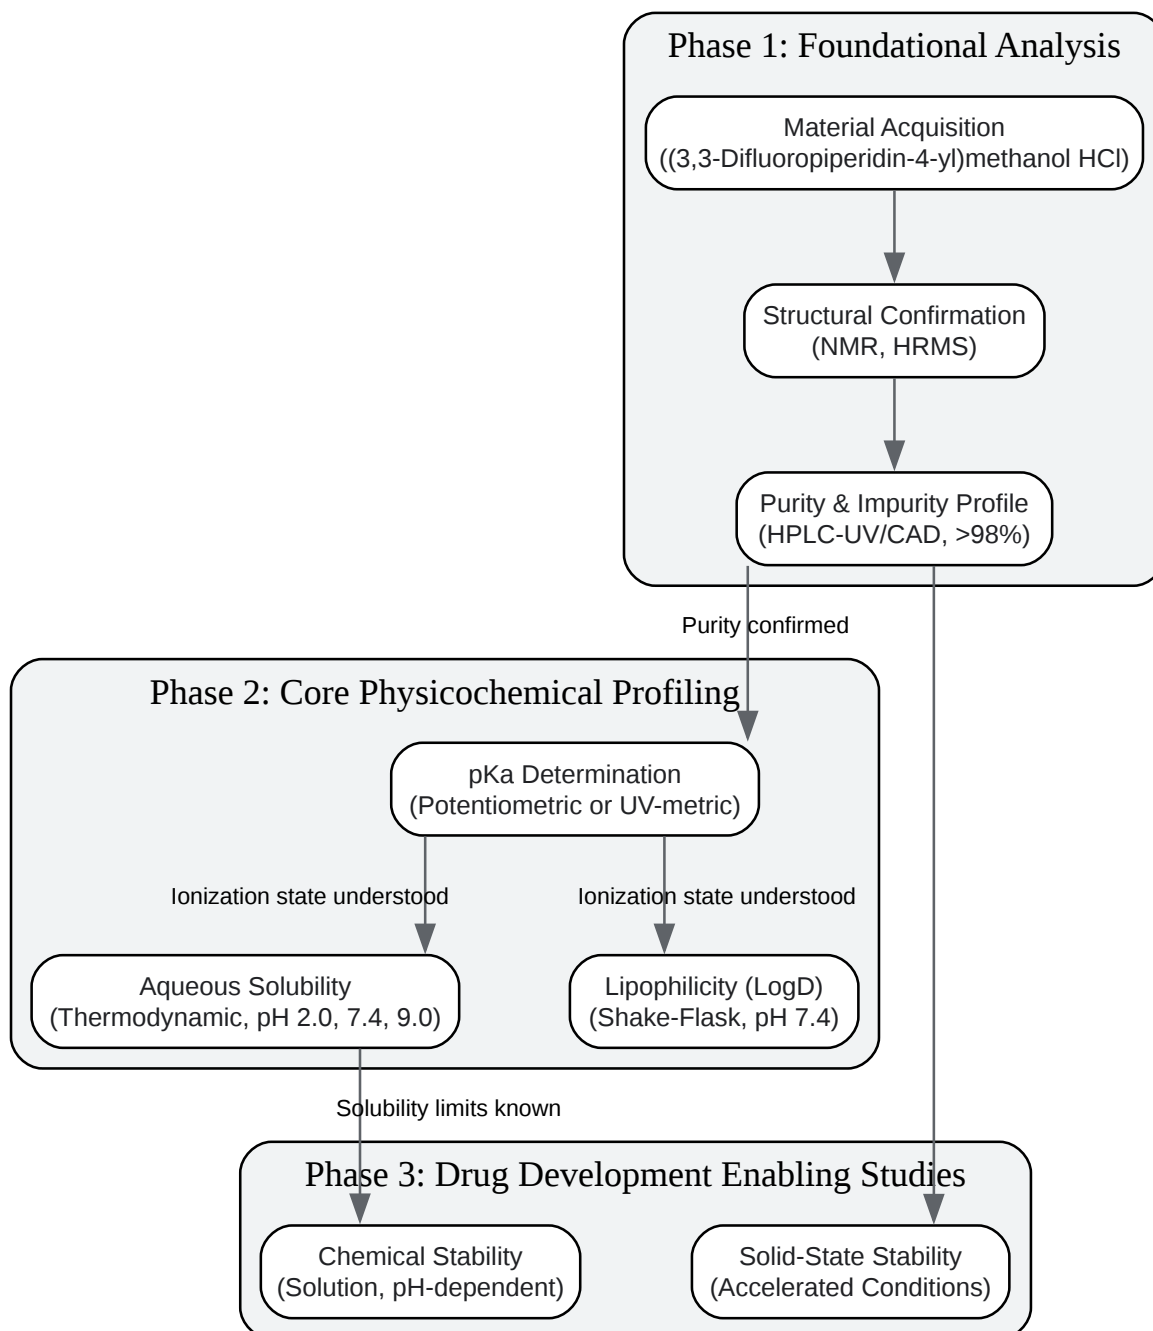 Phase 1: Foundational Analysis
Material Acquisition
((3,3-Difluoropiperidin-4-yl)methanol HCl)
Structural Confirmation
(NMR, HRMS)
Purity & Impurity Profile
(HPLC-UV/CAD, >98%)
Purity confirmed
Phase 2: Core Physicochemical Profiling
pKa Determination
(Potentiometric or UV-metric)
Ionization state understood
Ionization state understood
Aqueous Solubility
(Thermodynamic, pH 2.0, 7.4, 9.0)
Lipophilicity (LogD)
(Shake-Flask, pH 7.4)
Solubility limits known
Phase 3: Drug Development Enabling Studies
Chemical Stability
(Solution, pH-dependent)
Solid-State Stability
(Accelerated Conditions)